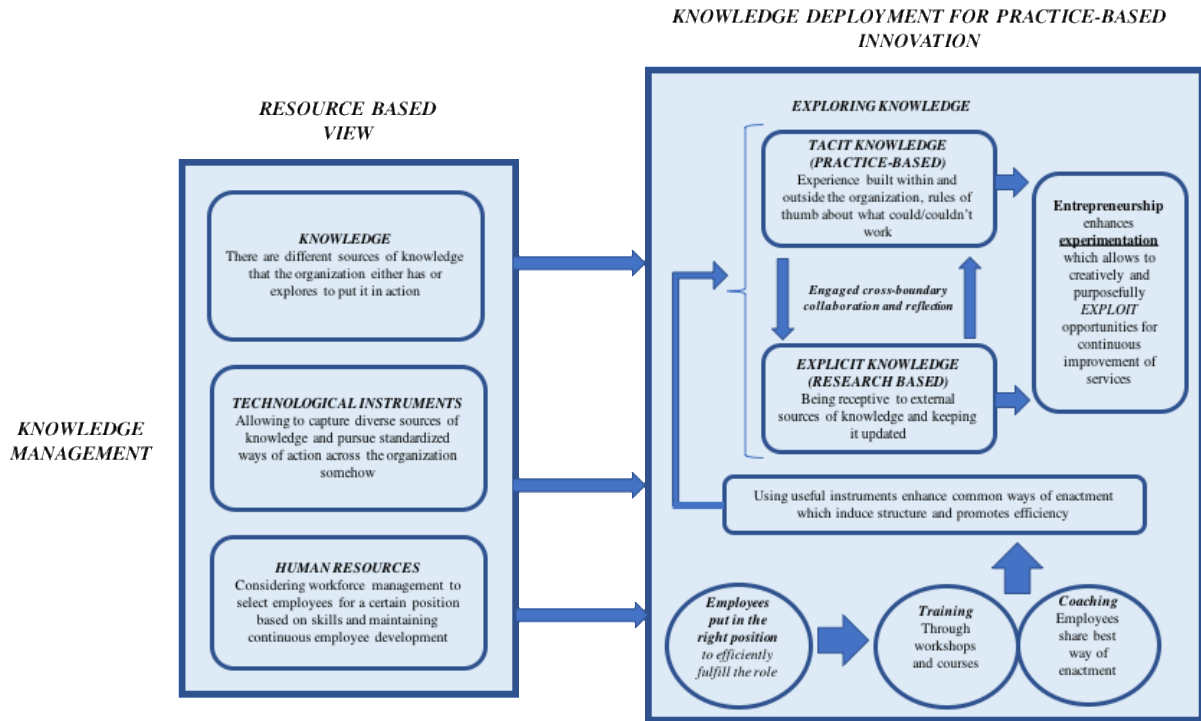 KNOWLEDGE DEPLOYMENT FOR PRACTICE-BASED
INNOVATION
RESOURCE BASED
VIEW
KNOWLEDGE
MANAGEMENT
KNOWLEDGE
There are different sources of knowledge
that the organization either has or
explores to put it in action
TECHNOLOGICAL INSTRUMENTS
Allowing to capture diverse sources of
knowledge and pursue standardized
ways of action across the organization
somehow
HUMAN RESOURCES
Considering workforce management to
select employees for a certain position
based on skills and maintaining
continuous employee development
EXPLORING KNOWLEDGE
TACIT KNOWLEDGE
(PRACTICE-BASED)
Experience built within and
outside the organization, rules of
thumb about what could/couldn't
work
Engaged cross-boundary
collaboration and reflection
EXPLICIT KNOWLEDGE
(RESEARCH BASED)
Being receptive to external
sources of knowledge and keeping
it updated
Entrepreneurship
enhances
experimentation
which allows to
creatively and
purposefully
EXPLOIT
opportunities for
continuous
improvement of
services
Using useful instruments enhance common ways of enactment
which induce structure and promotes efficiency
Employees
put in the
right position
to efficiently
fulfill the role
Training
Through
workshops
and courses
Coaching
Employees
share best
way of
enactment